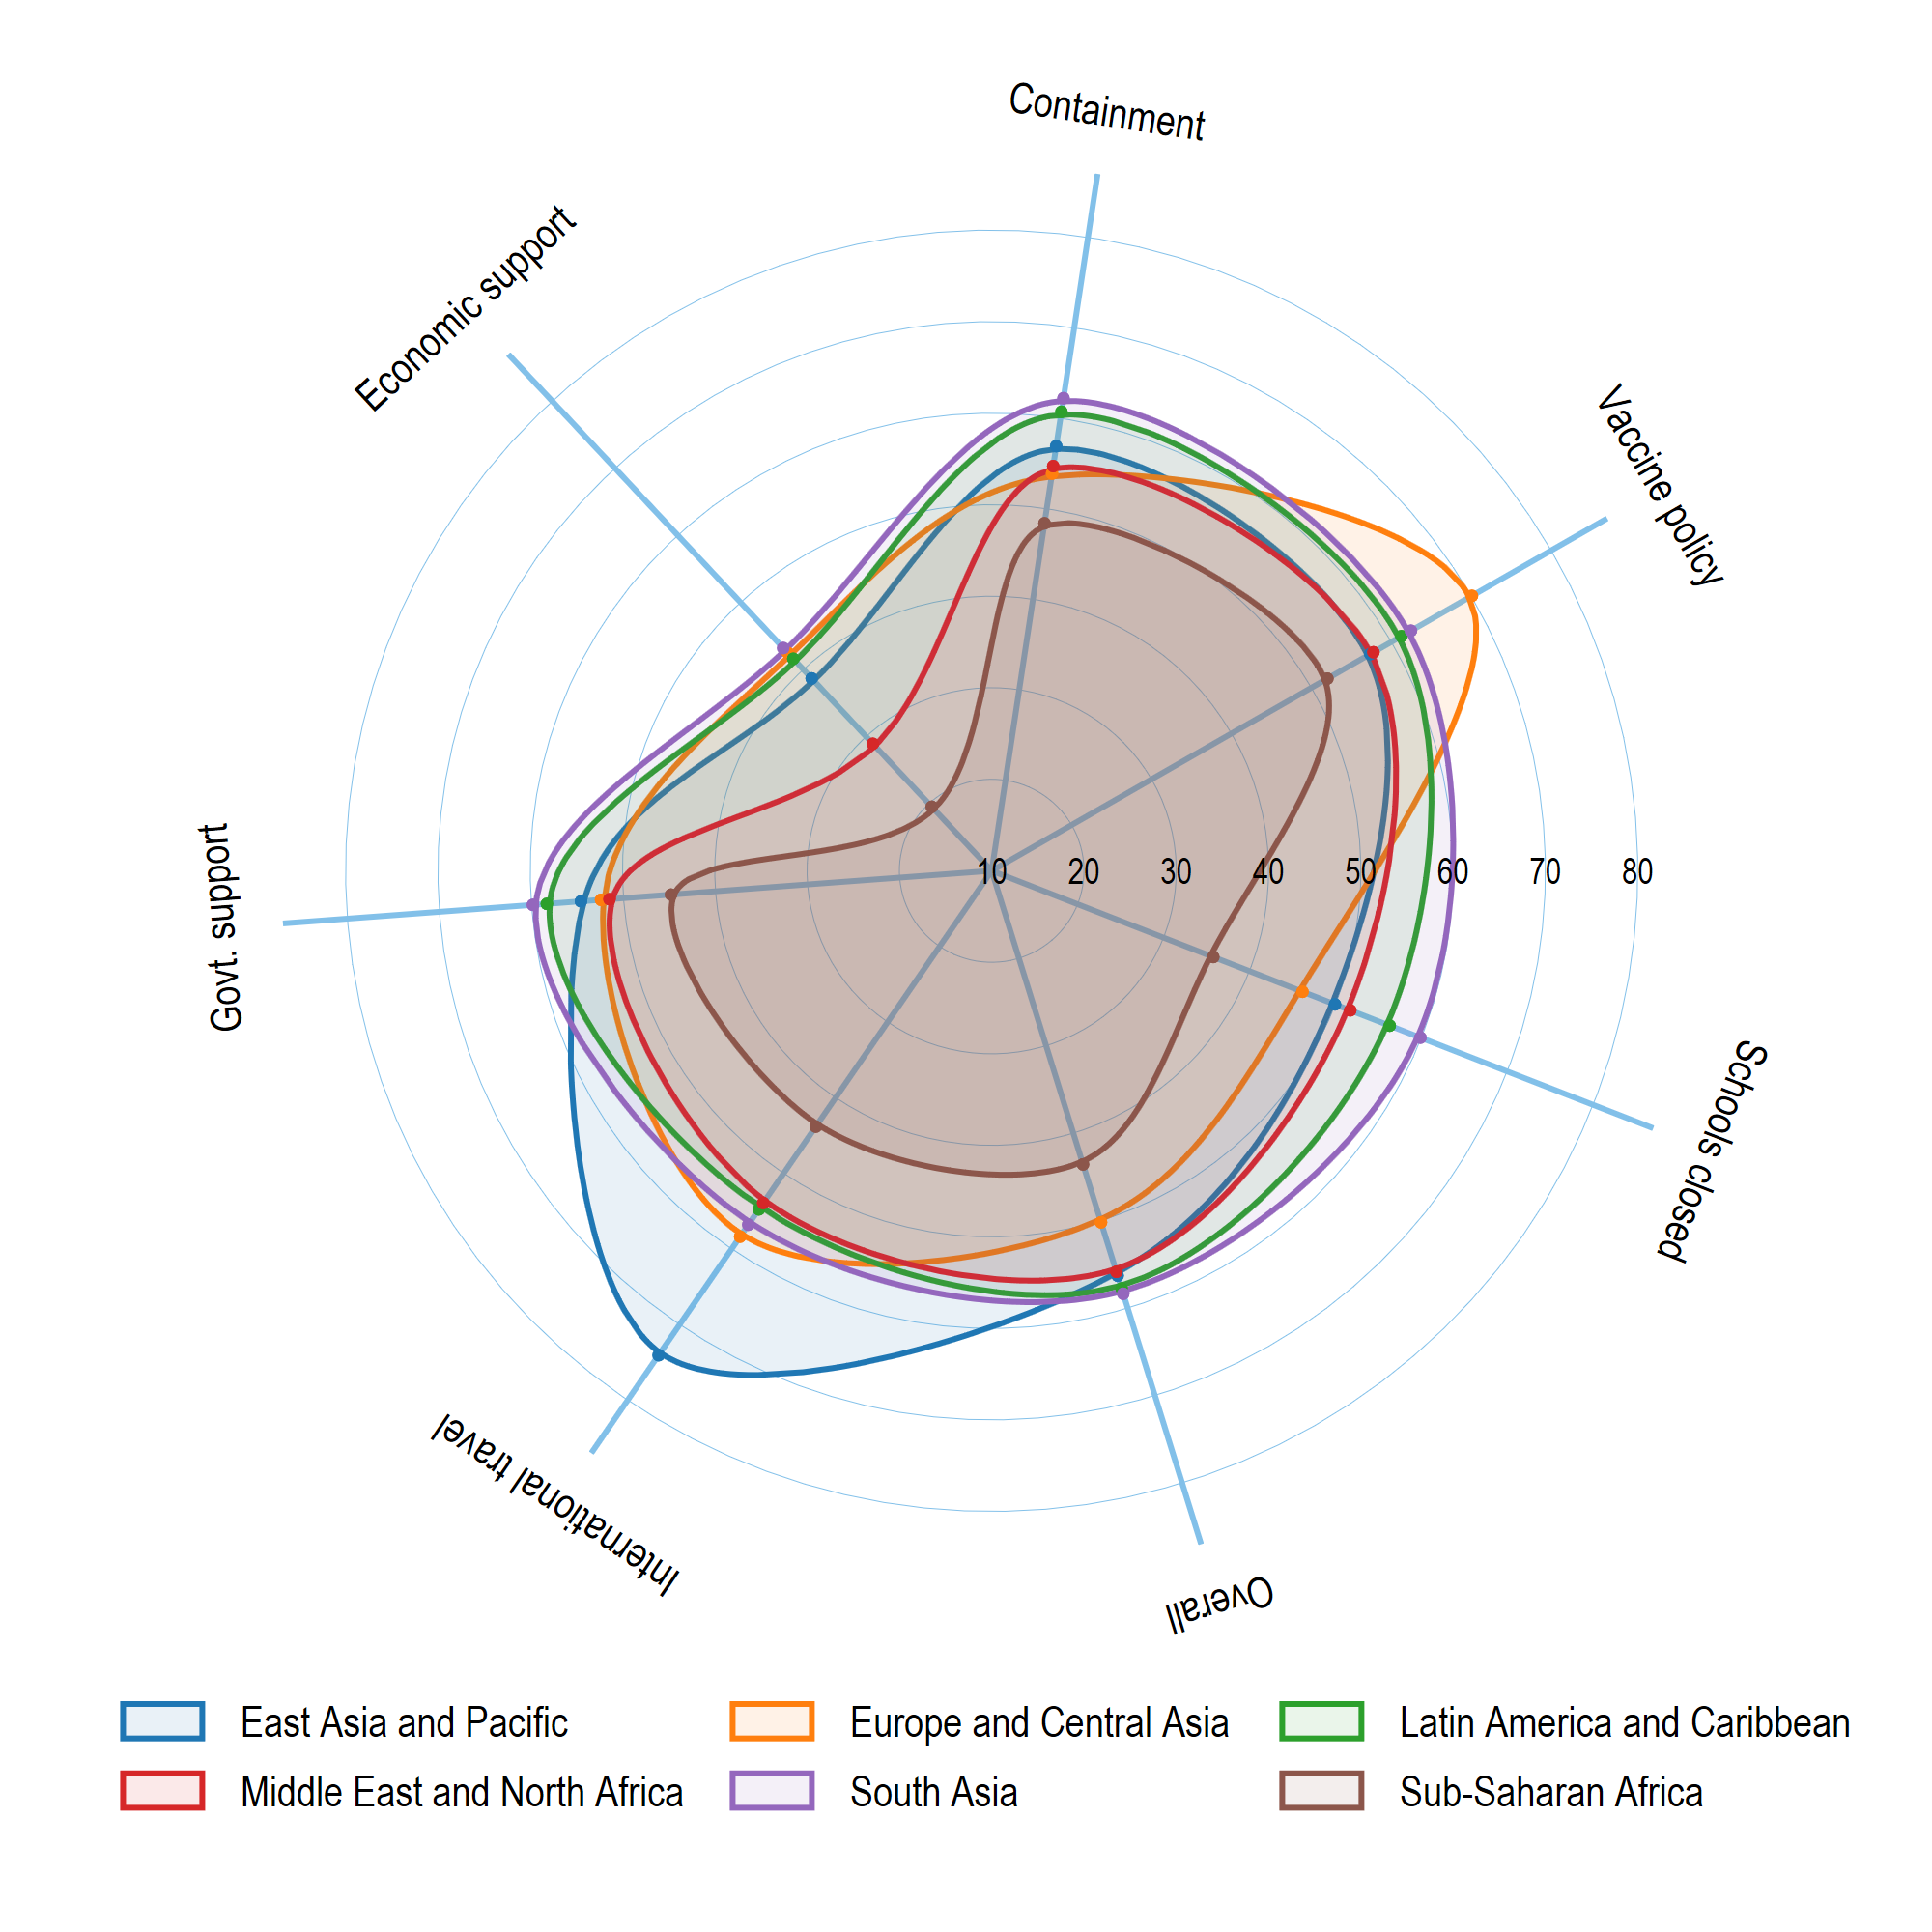 Containment
Economic support
Vaccine policy
Govt. support
10 20 30 40 50 60 70 80
Schools closed
International travel
Overall
East Asia and Pacific
Europe and Central Asia
Latin America and Caribbean
Middle East and North Africa
South Asia
Sub-Saharan Africa